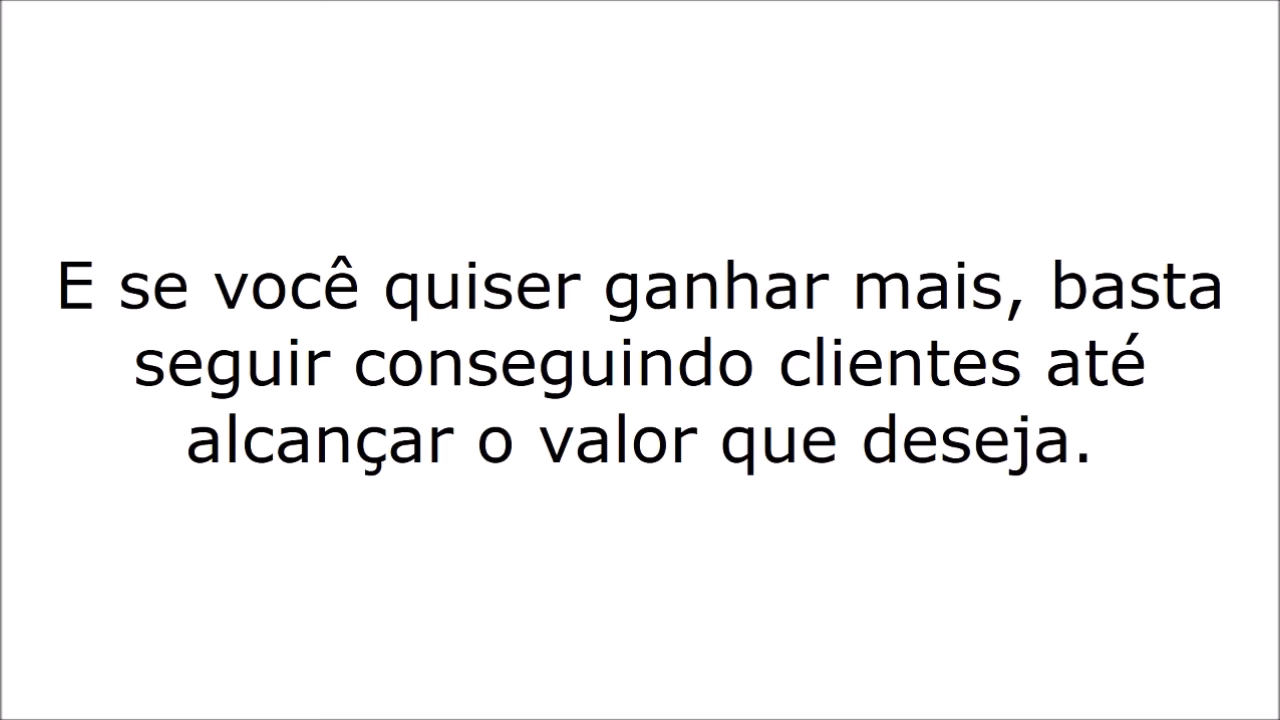 E se você quiser ganhar mais, basta
seguir conseguindo clientes até
alcançar o valor que deseja.